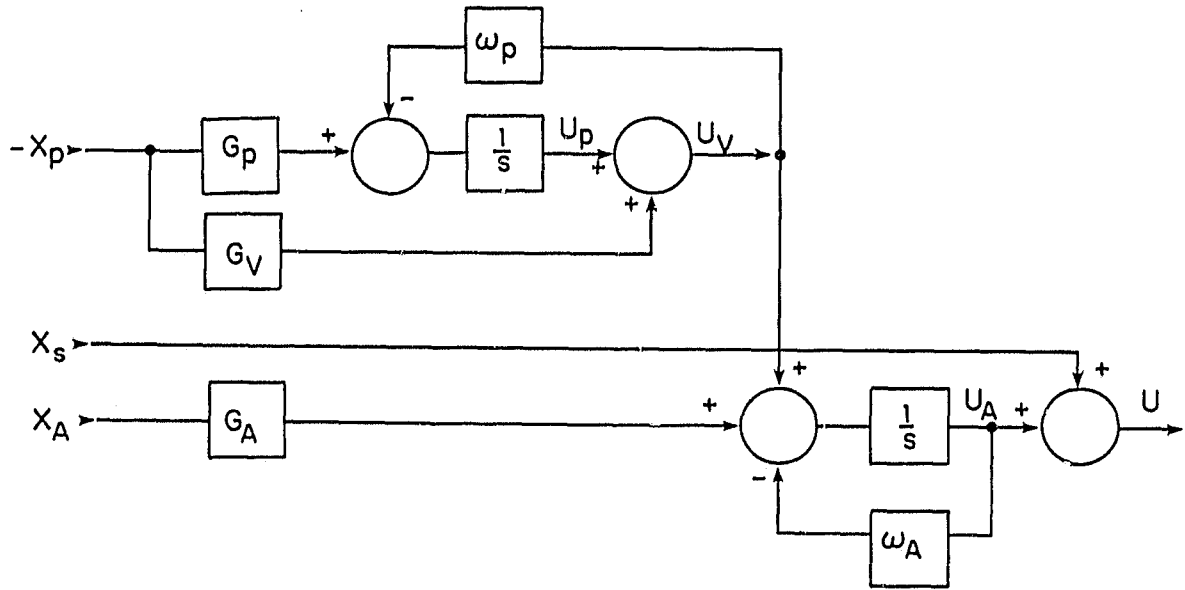 ωp
-
-Xp
Gp
+
1/s
Up
+
UV
+
GV
Xs
+
+
XA
GA
+
1/s
UA
+
U
-
ωA